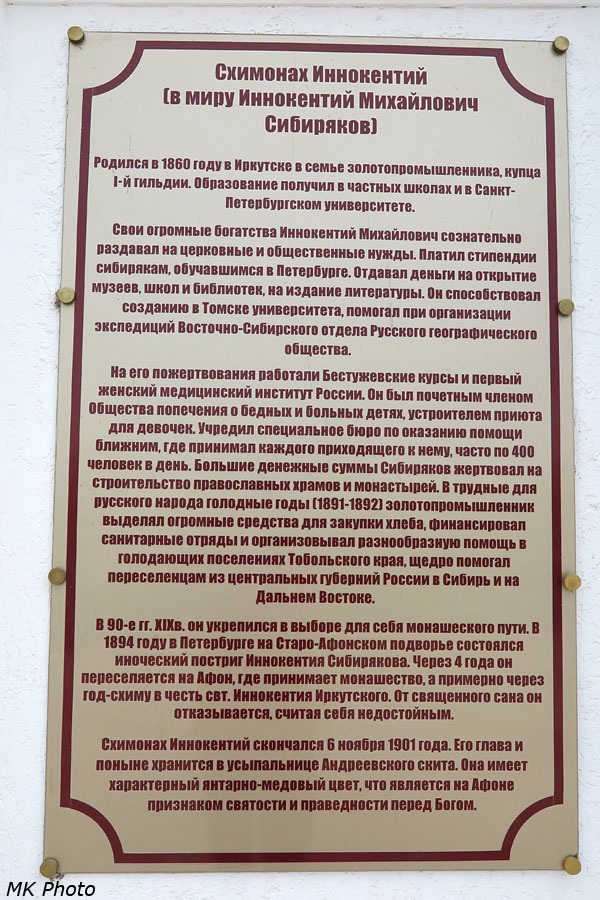 Схимонах Иннокентий
(в миру Иннокентий Михайлович
Сибиряков)
Родился в 1860 году в Иркутске в семье золотопромышленника, купца
I-й гильдии. Образование получил в частных школах и в Санкт-
Петербургском университете.
Свои огромные богатства Иннокентий Михайлович сознательно
раздавал на церковные и общественные нужды. Платил стипендии
сибирякам, обучавшимся в Петербурге. Отдавал деньги на открытие
музеев, школ и библиотек, на издание литературы. Он способствовал
созданию в Томске университета, помогал при организации
экспедиций Восточно-Сибирского отдела Русского географического
общества.
На его пожертвования работали Бестужевские курсы и первый
женский медицинский институт России. Он был почетным членом
Общества попечения о бедных и больных детях, устроителем приюта
для девочек. Учредил специальное бюро по оказанию помощи
ближним, где принимал каждого приходящего к нему, часто по 400
человек в день. Большие денежные суммы Сибиряков жертвовал на
строительство православных храмов и монастырей. В трудные для
русского народа голодные годы (1891-1892) золотопромышленник
выделял огромные средства для закупки хлеба, финансировал
санитарные отряды и организовывал разнообразную помощь в
голодающих поселениях Тобольского края, щедро помогал
переселенцам из центральных губерний России в Сибирь и на
Дальнем Востоке.
В 90-е гг. XIXв. он укрепился в выборе для себя монашеского пути. В
1894 году в Петербурге на Старо-Афонском подворье состоялся
иноческий постриг Иннокентия Сибирякова. Через 4 года он
переселяется на Афон, где принимает монашество, а примерно через
год-схиму в честь свт. Иннокентия Иркутского. От священного сана он
отказывается, считая себя недостойным.
Схимонах Иннокентий скончался 6 ноября 1901 года. Его глава и
поныне хранится в усыпальнице Андреевского скита. Она имеет
характерный янтарно-медовый цвет, что является на Афоне
признаком святости и праведности перед Богом.
MK Photo